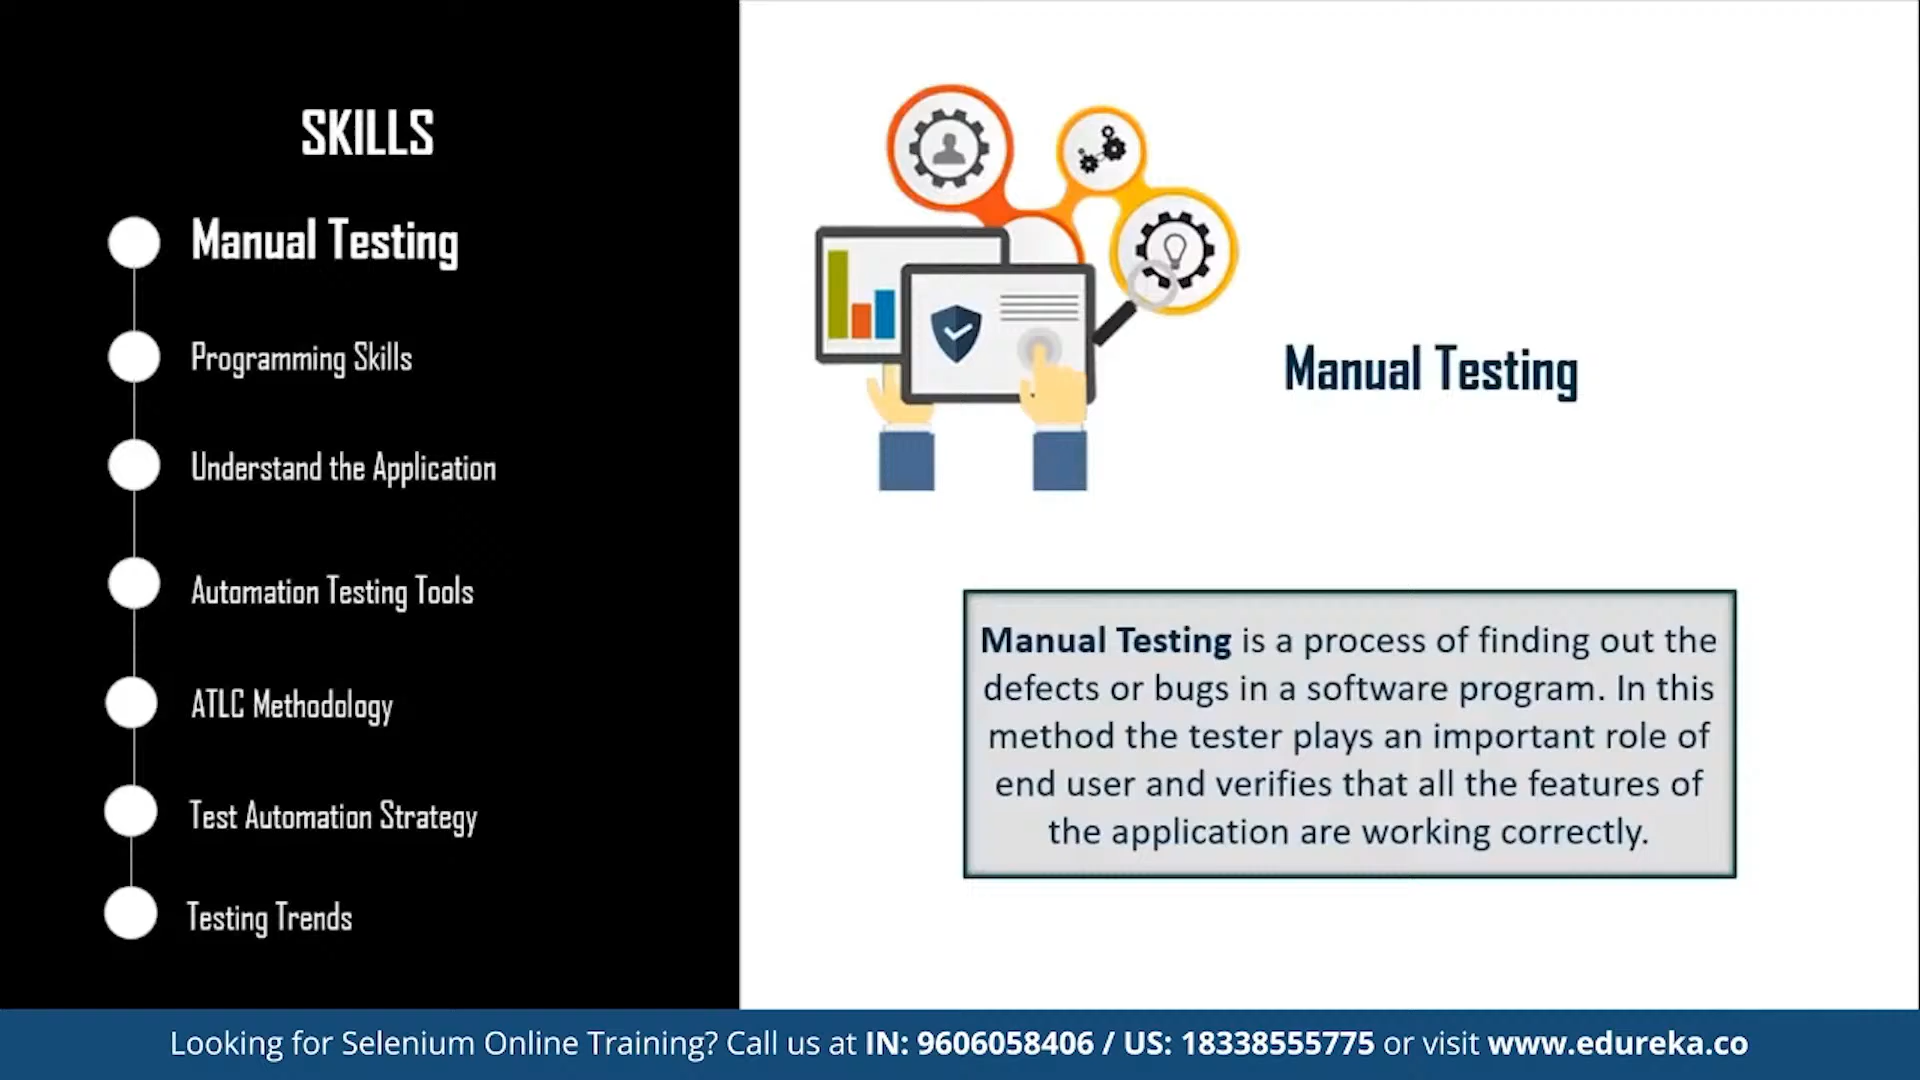 SKILLS
Manual Testing
Programming Skills
Understand the Application
Automation Testing Tools
ATLC Methodology
Test Automation Strategy
Testing Trends
Manual Testing
Manual Testing is a process of finding out the
defects or bugs in a software program. In this
method the tester plays an important role of
end user and verifies that all the features of
the application are working correctly.
Looking for Selenium Online Training? Call us at IN: 9606058406 / US: 18338555775 or visit www.edureka.co